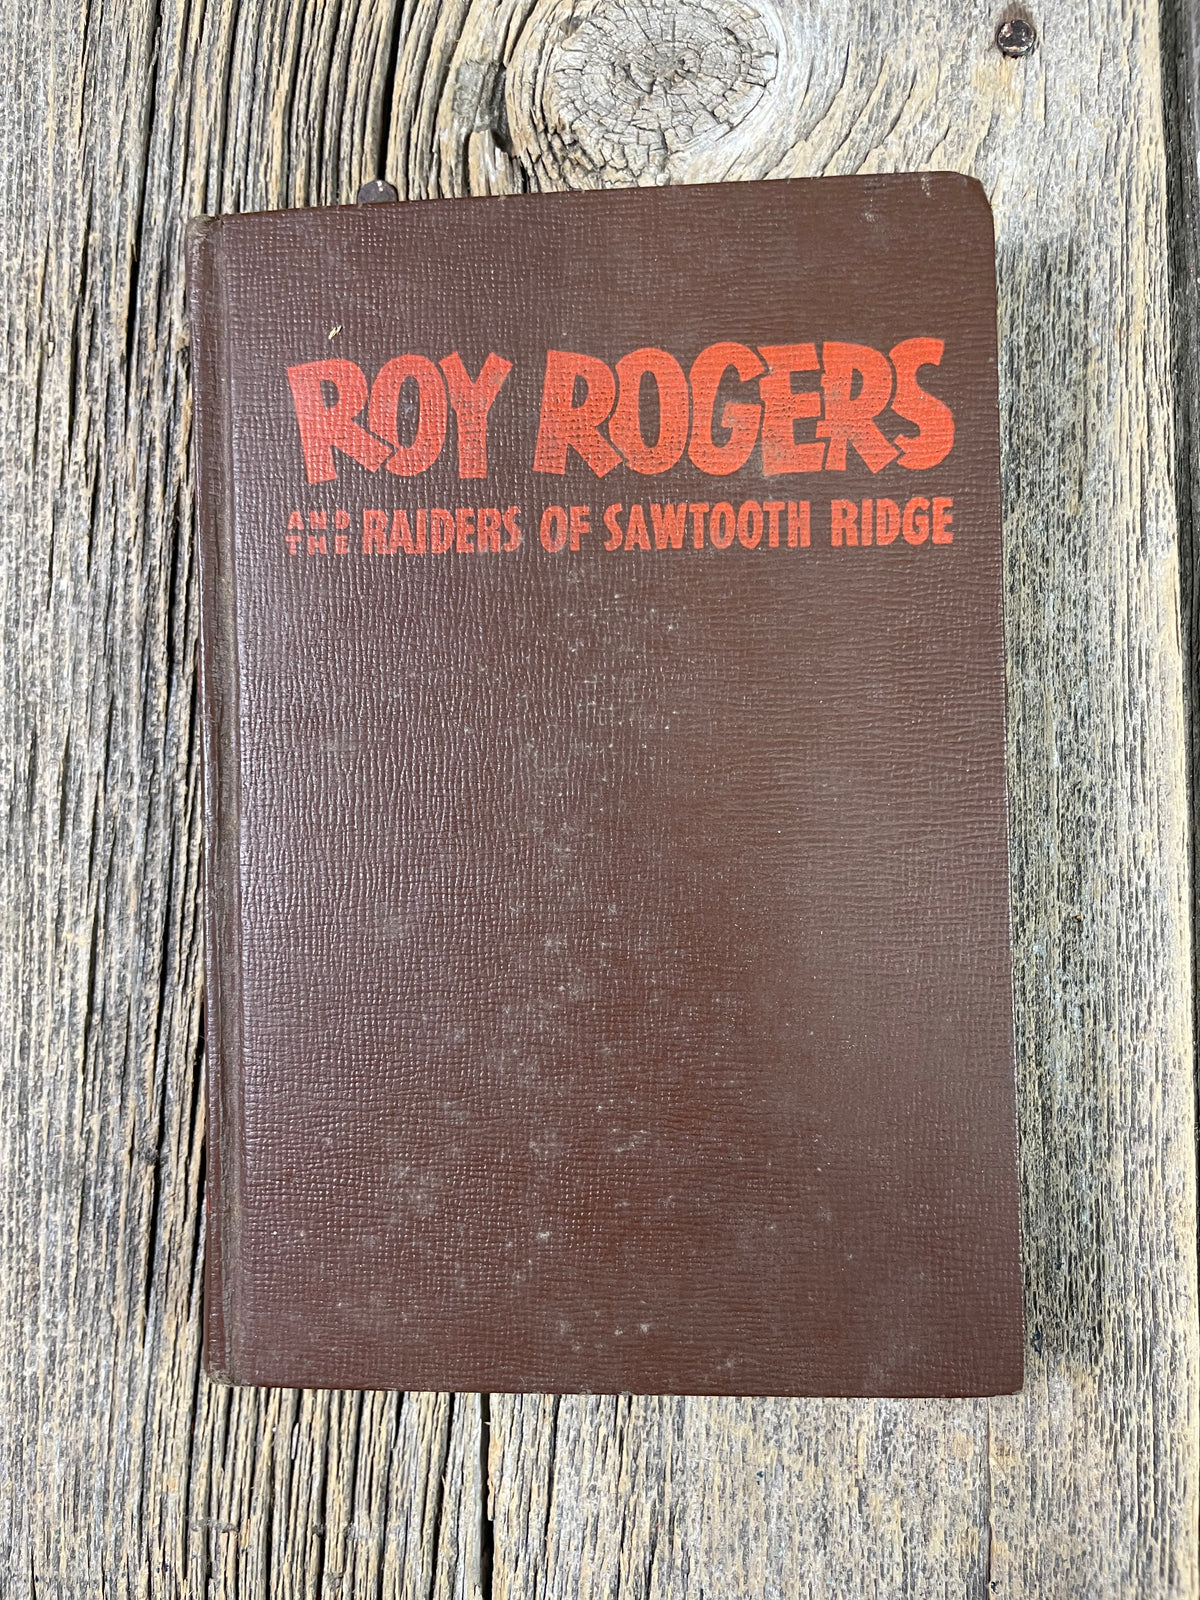 ROY ROGERS
AND THE RAIDERS OF SAWTOOTH RIDGE